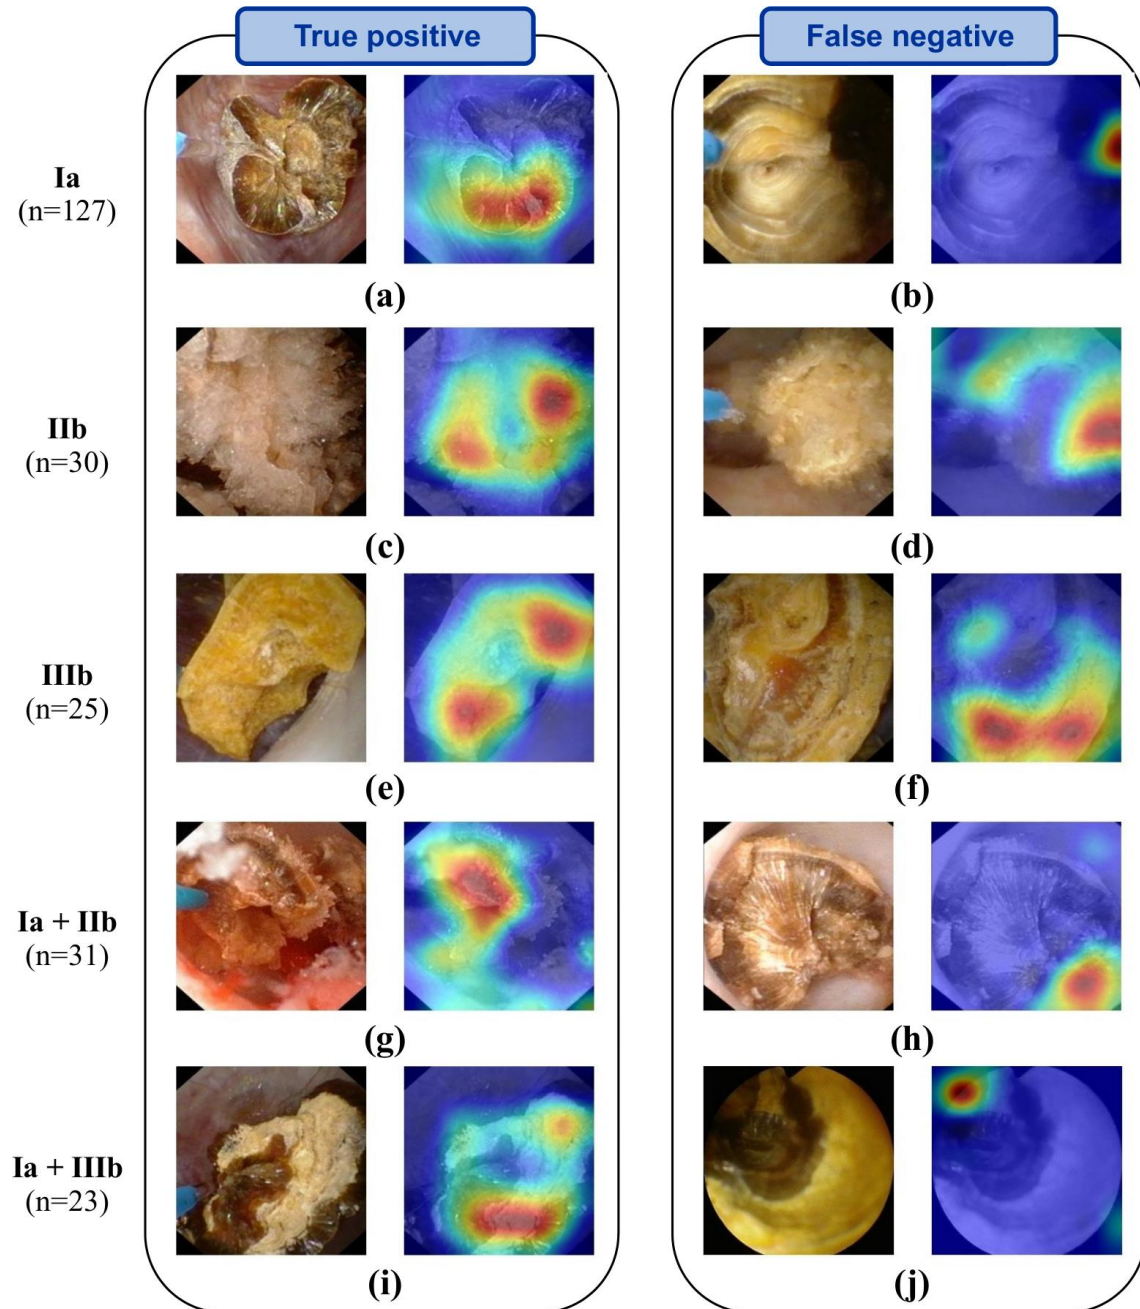 True positive
False negative
Ia
(n=127)
(a)
(b)
IIb
(n=30)
(c)
(d)
IIIb
(n=25)
(e)
(f)
Ia + IIb
(n=31)
(g)
(h)
Ia + IIIb
(n=23)
(i)
(j)